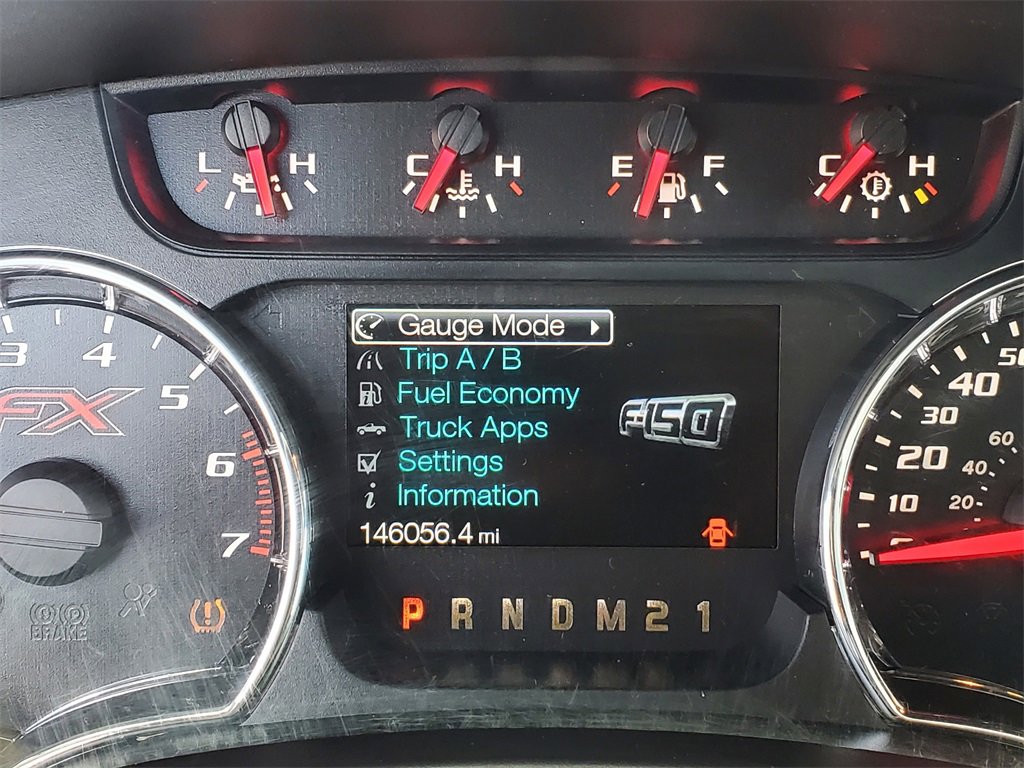 L H C H E F C H
Gauge Mode
Trip A / B
Fuel Economy
Truck Apps
Settings
Information
146056.4 mi
F-150
P R N D M 2 1
3 4 5 6 7
FX
BRAKE
50 40 30 20 10
60 40 20